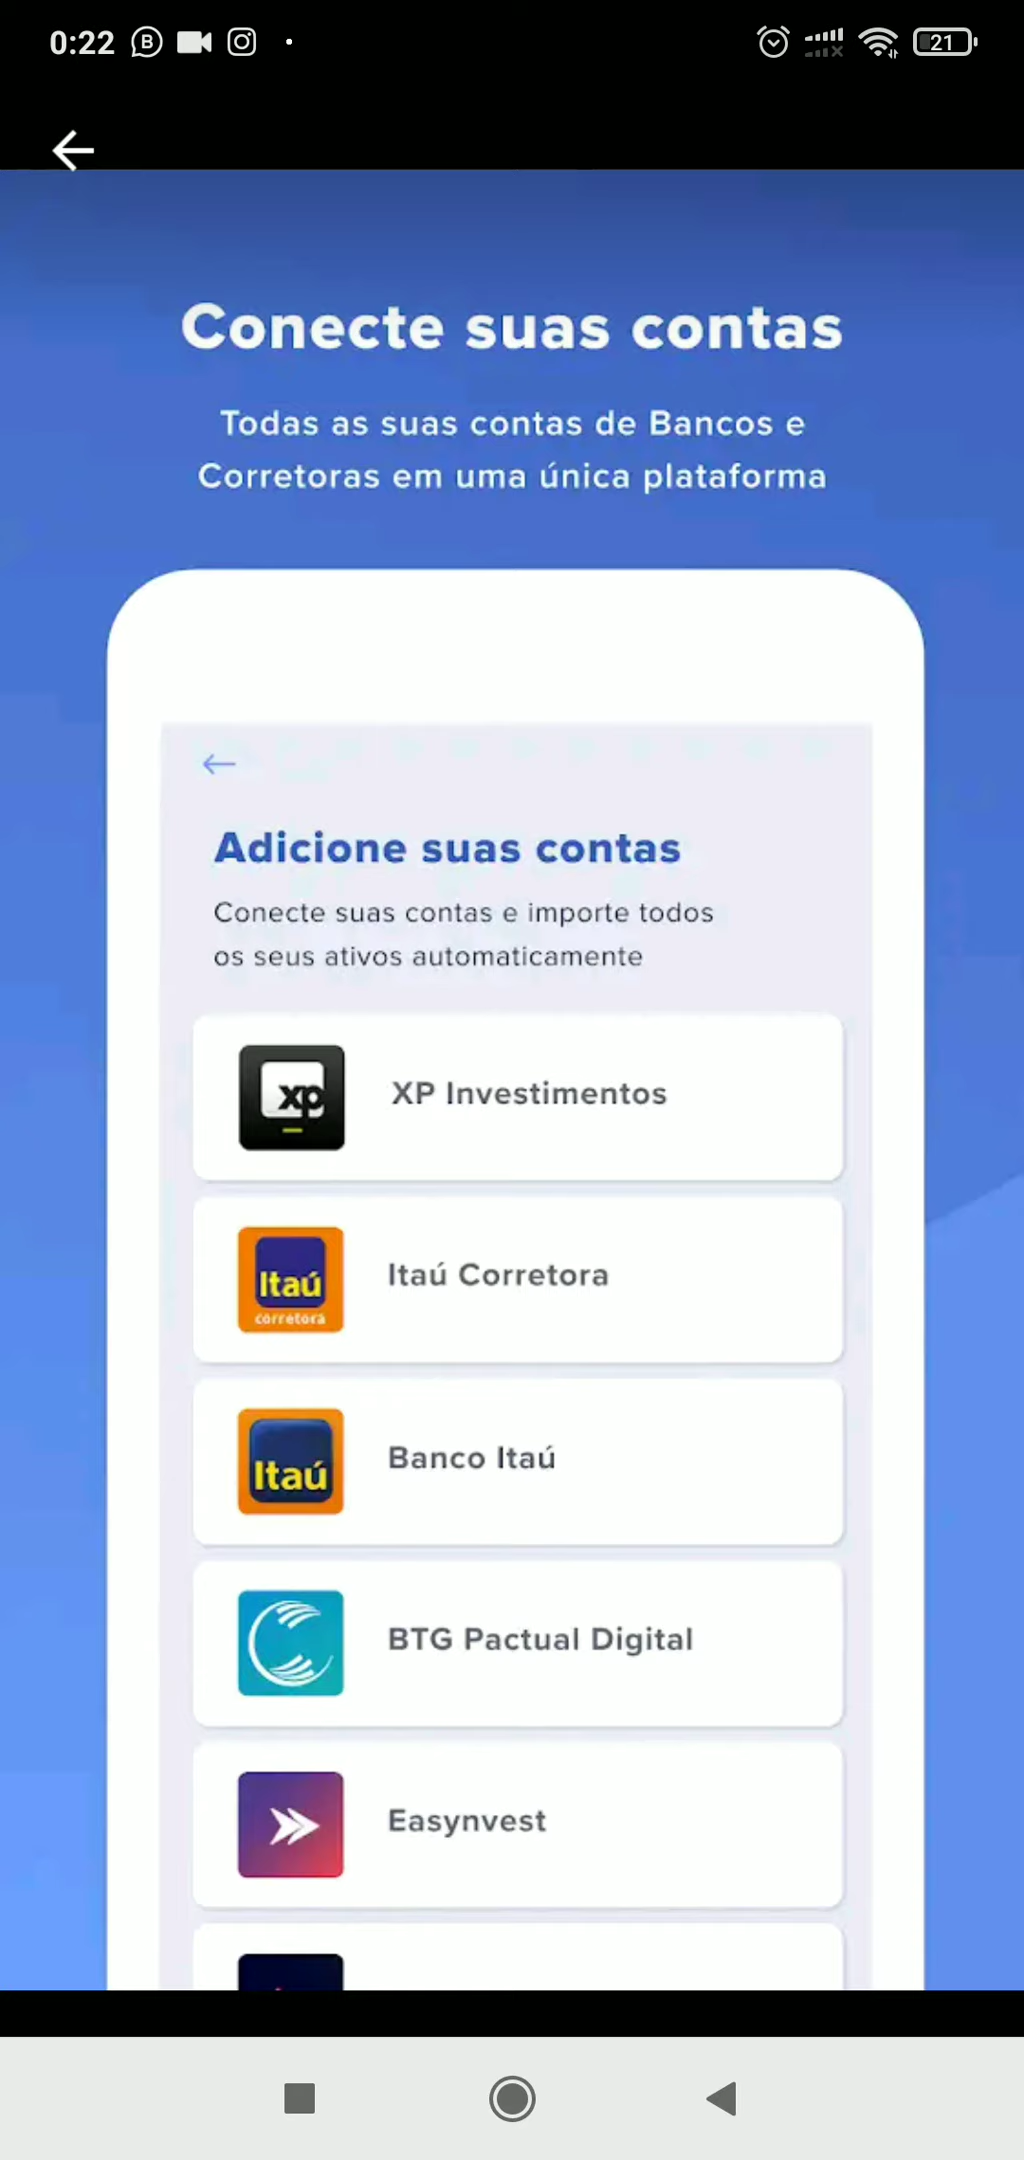 0:22
21
Conecte suas contas
Todas as suas contas de Bancos e
Corretoras em uma única plataforma
Adicione suas contas
Conecte suas contas e importe todos
os seus ativos automaticamente
xp
XP Investimentos
Itaú
corretora
Itaú Corretora
Itaú
Banco Itaú
BTG Pactual Digital
Easynvest